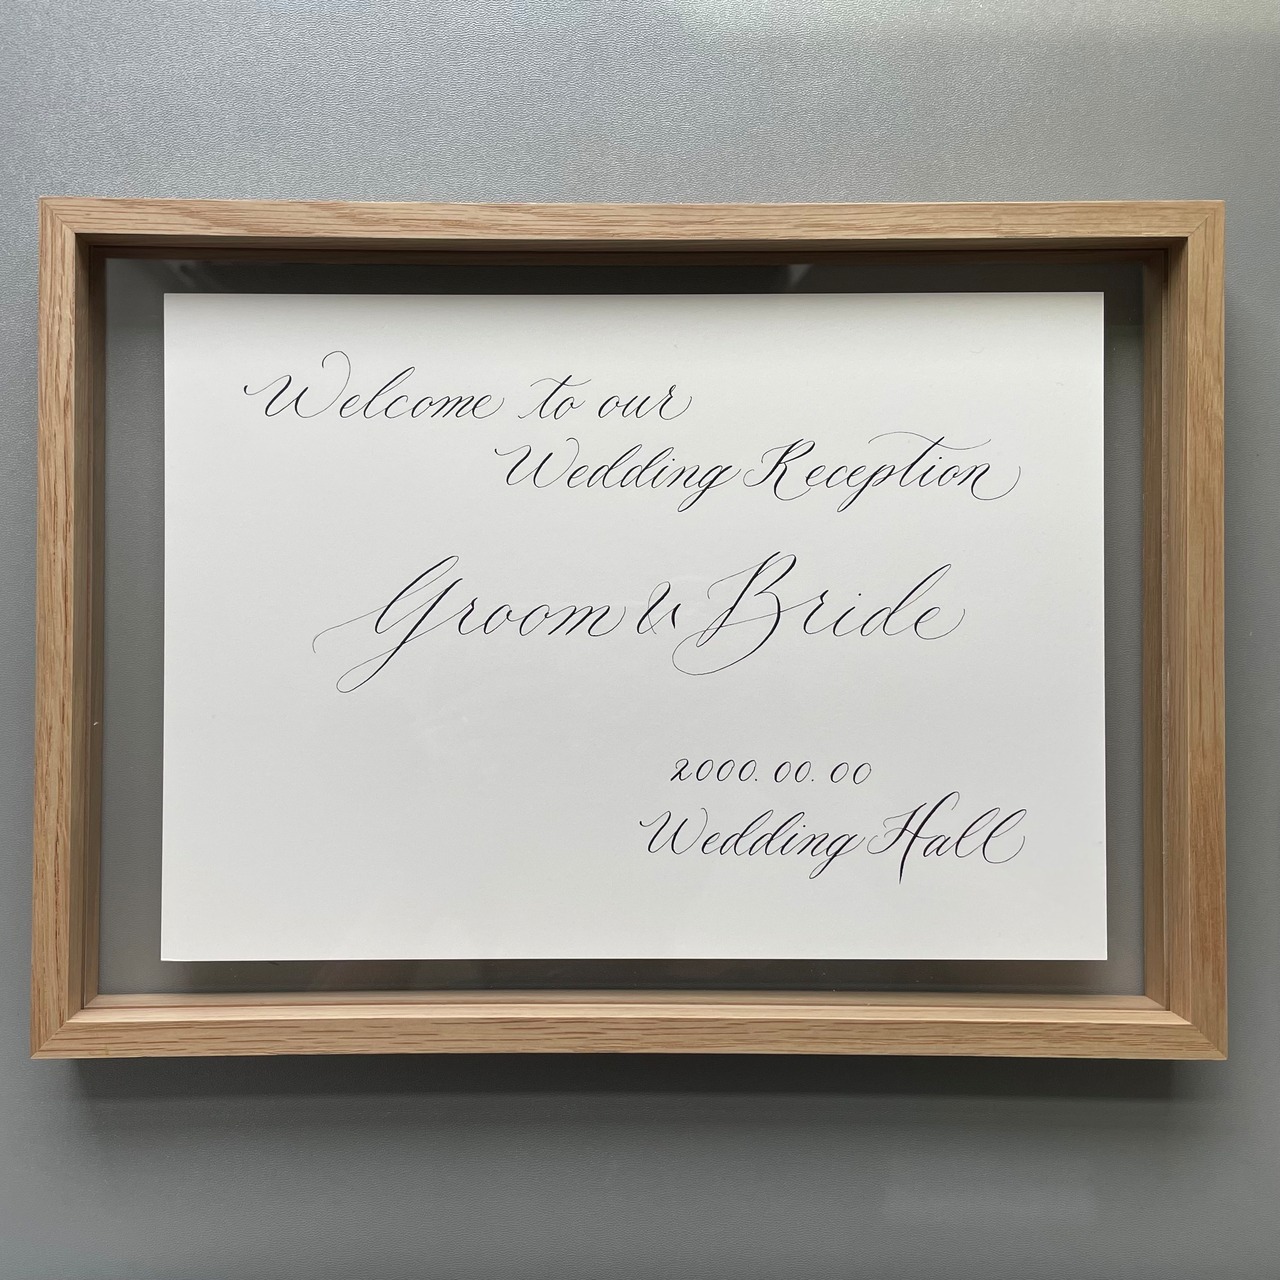 Welcome to our
Wedding Reception
Groom & Bride
2000. 00. 00
Wedding Hall